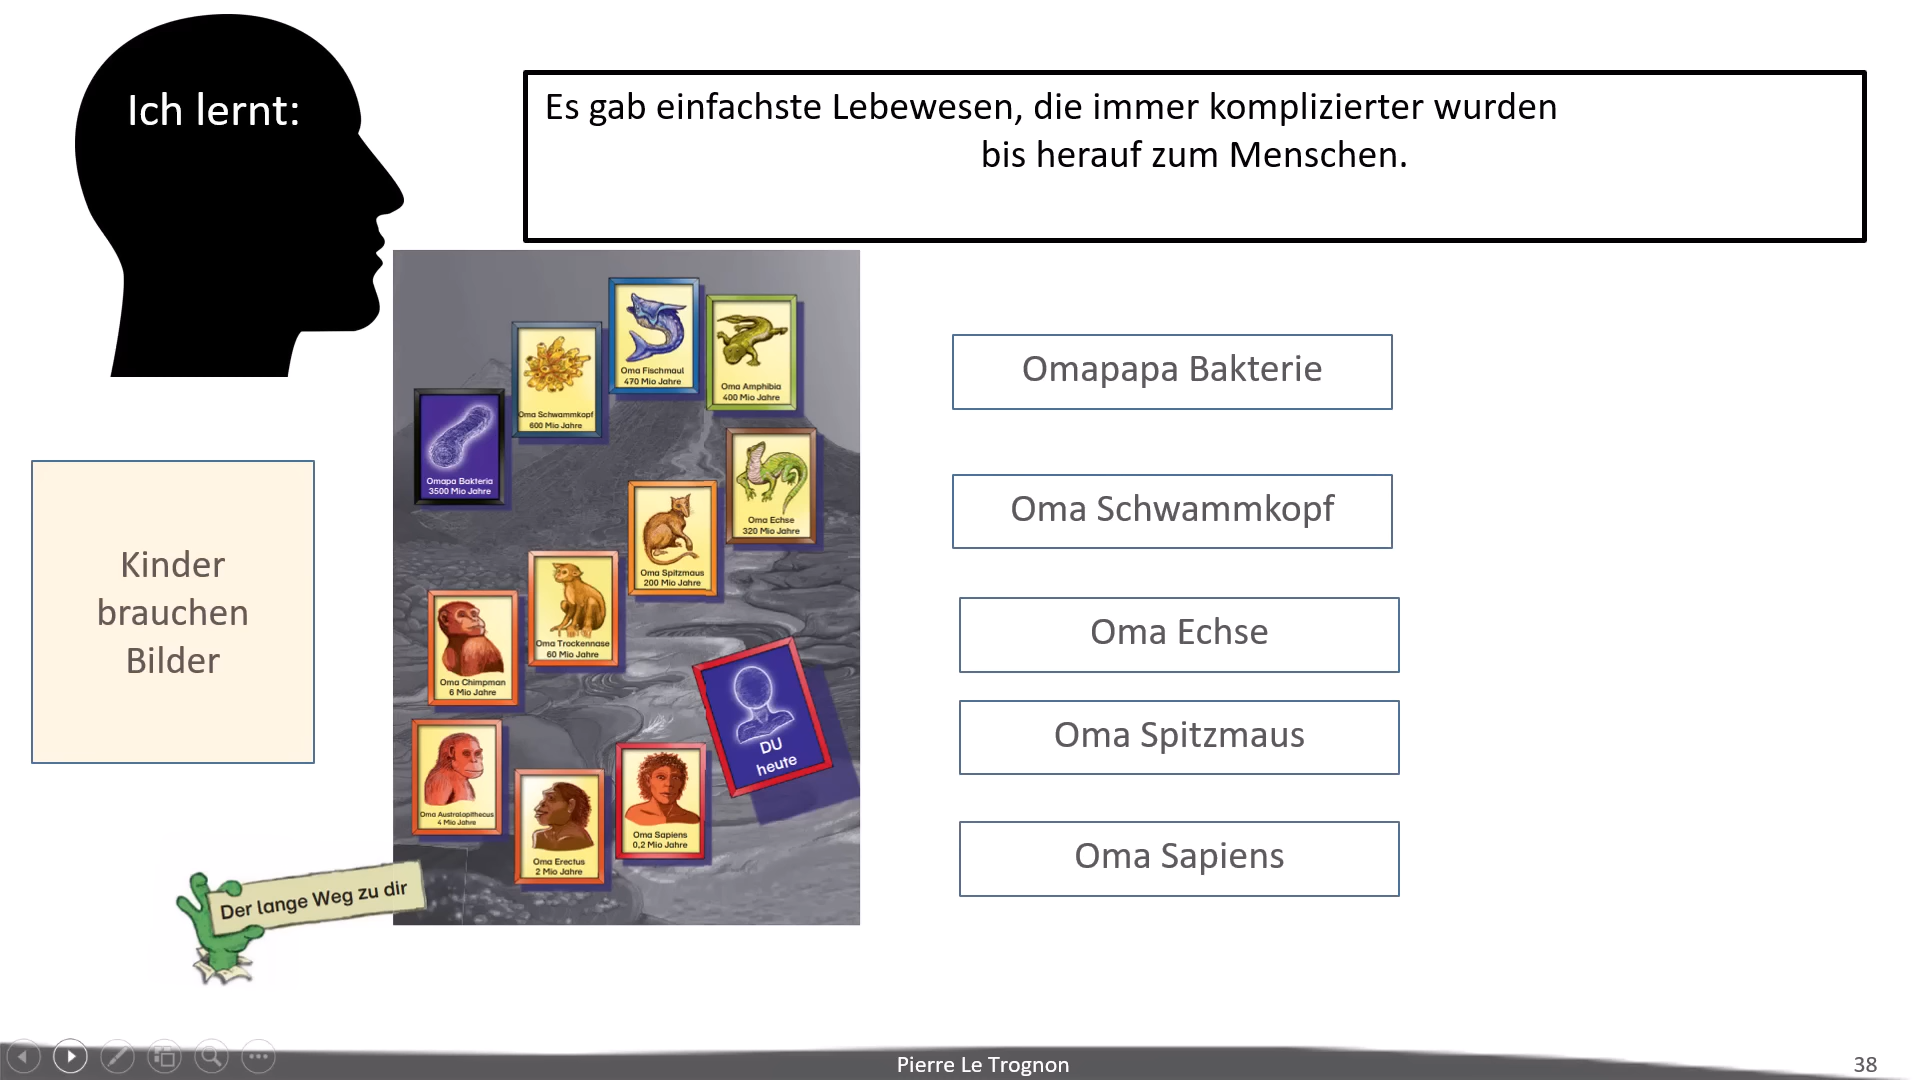 Ich lernt:
Es gab einfachste Lebewesen, die immer komplizierter wurden
bis herauf zum Menschen.
Oma Fischmaul
470 Mio Jahre
Oma Amphibia
400 Mio Jahre
Oma Schwammkopf
600 Mio Jahre
Omapa Bakteria
3500 Mio Jahre
Oma Echse
320 Mio Jahre
Oma Spitzmaus
200 Mio Jahre
Oma Trockennase
60 Mio Jahre
Oma Chimpman
6 Mio Jahre
Oma Australopithecus
4 Mio Jahre
Oma Erectus
2 Mio Jahre
Oma Sapiens
0,2 Mio Jahre
DU
heute
Omapapa Bakterie
Oma Schwammkopf
Oma Echse
Oma Spitzmaus
Oma Sapiens
Kinder
brauchen
Bilder
Der lange Weg zu dir
Pierre Le Trognon
38